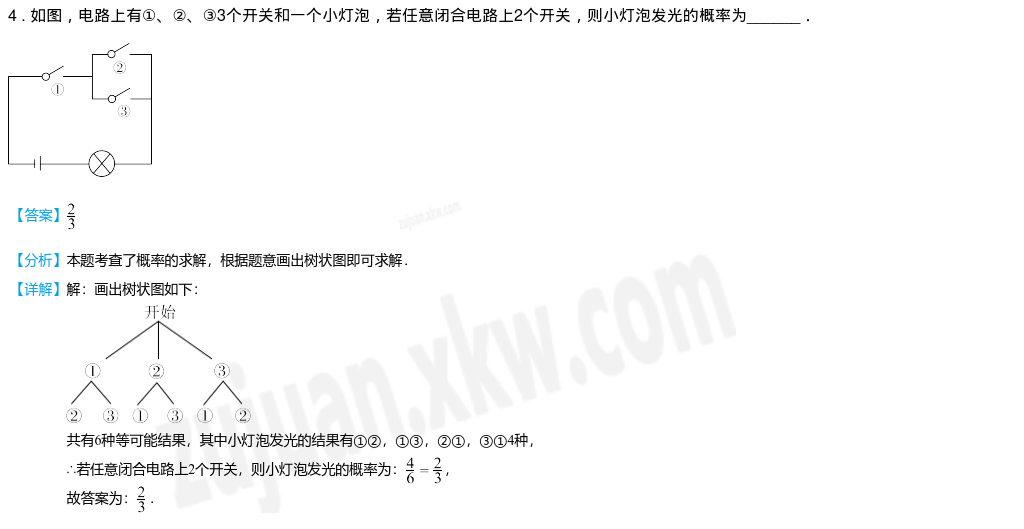 4．如图，电路上有①、②、③3个开关和一个小灯泡，若任意闭合电路上2个开关，则小灯泡发光的概率为______．
②
①
③
【答案】2/3
zujuan.xkw.com
【分析】本题考查了概率的求解，根据题意画出树状图即可求解．
【详解】解：画出树状图如下：
开始
① ② ③
② ③ ① ③ ① ②
共有6种等可能结果，其中小灯泡发光的结果有①②，①③，②①，③①4种，
∴若任意闭合电路上2个开关，则小灯泡发光的概率为：4/6=2/3，
故答案为：2/3．
zujuan.xkw.com